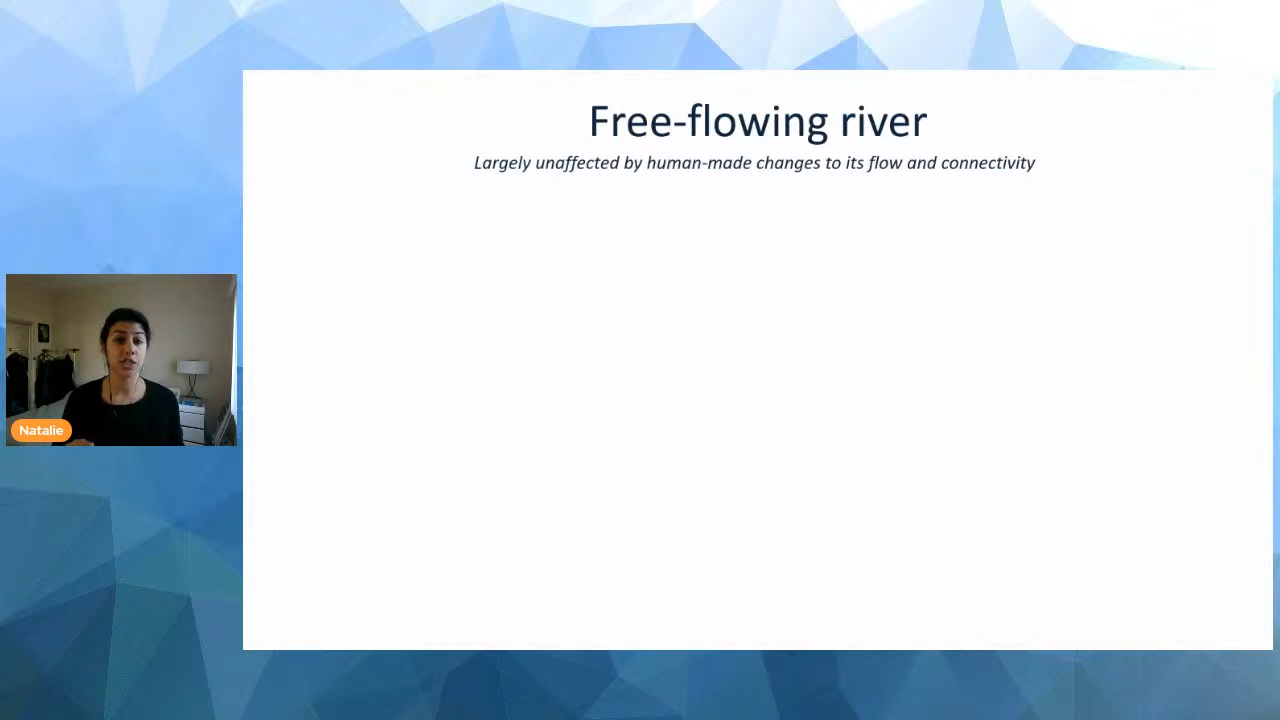 Free-flowing river
Largely unaffected by human-made changes to its flow and connectivity
Natalie